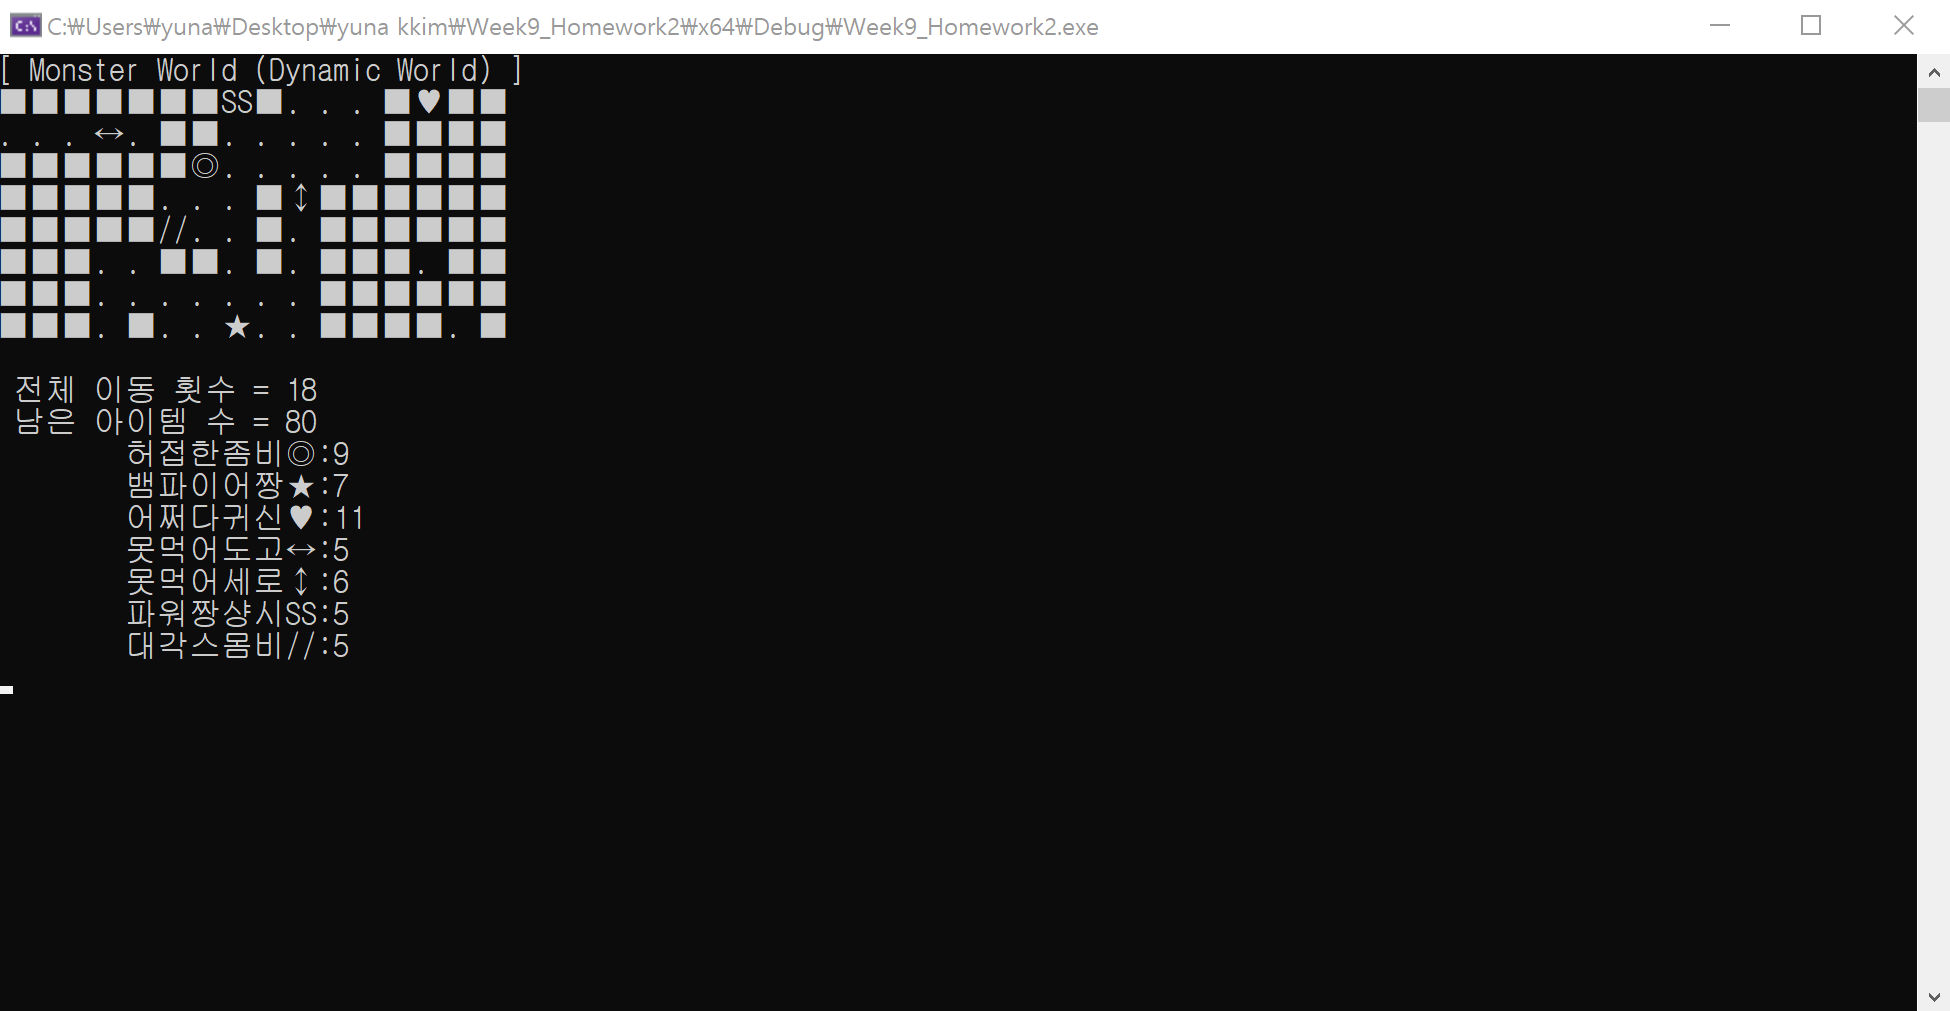 C:₩Users₩yuna₩Desktop₩yuna kkim₩Week9_Homework2₩x64₩Debug₩Week9_Homework2.exe
[ Monster World (Dynamic World) ]
■■■■■■■SS■. . . ■♥■■
. . . ↔. ■■. . . . . ■■■■
■■■■■■◎. . . . . ■■■■
■■■■■. . . ■↕■■■■■■
■■■■■//. . ■. ■■■■■■
■■■. . ■■. ■. ■■■. ■■
■■■. . . . . . . ■■■■■■
■■■. ■. . ★. . ■■■■. ■
전체 이동 횟수 = 18
남은 아이템 수 = 80
허접한좀비◎:9
뱀파이어짱★:7
어쩌다귀신♥:11
못먹어도고↔:5
못먹어세로↕:6
파워짱샹시SS:5
대각스몸비//:5